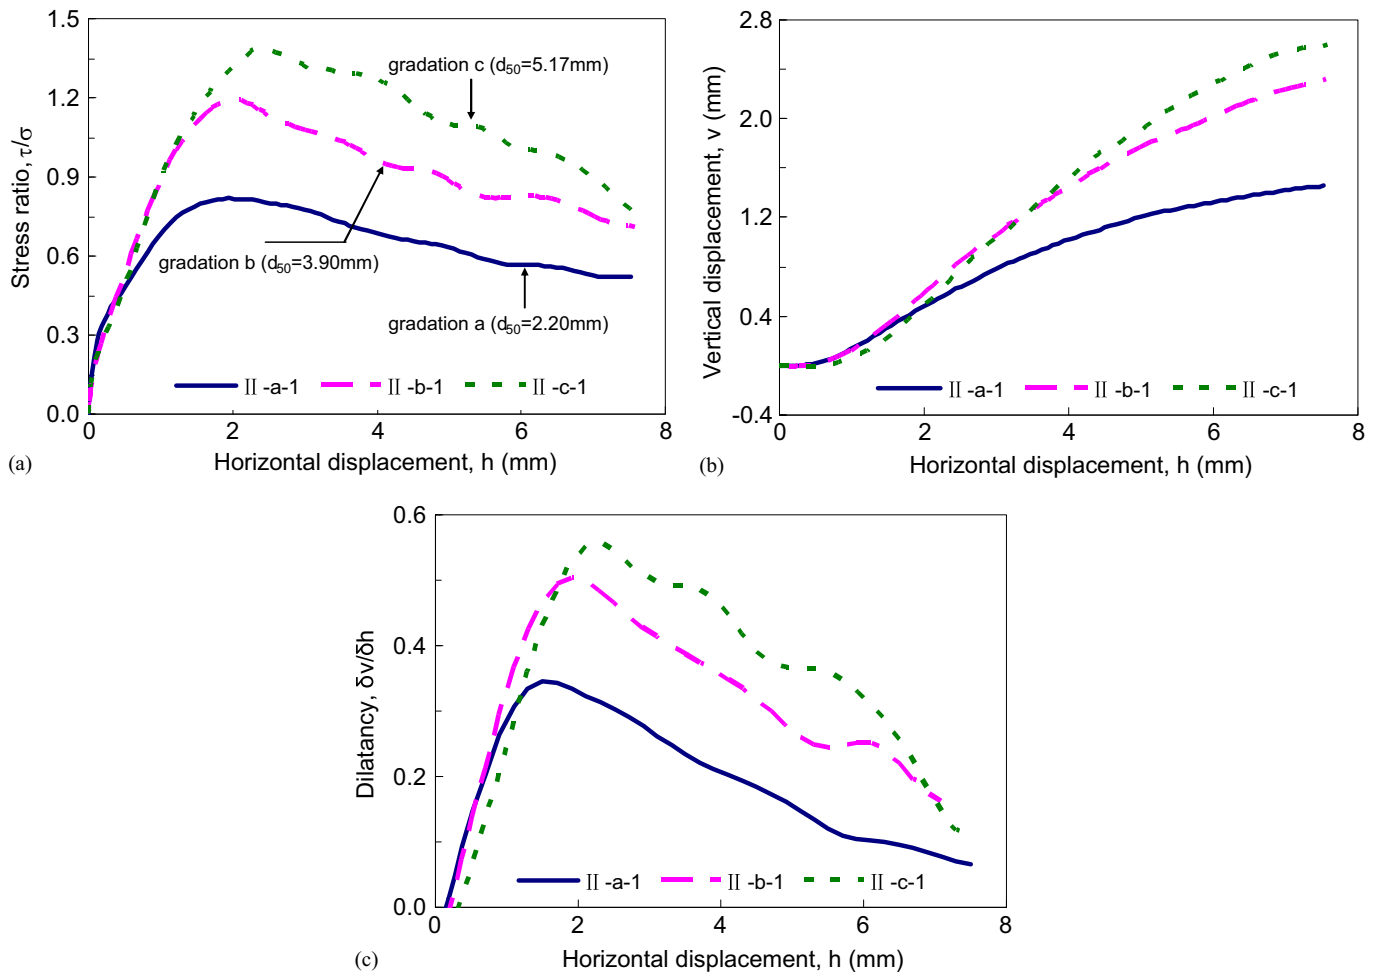 1.5
1.2
0.9
0.6
0.3
0.0
Stress ratio, τ/σ
gradation c (d50=5.17mm)
gradation b (d50=3.90mm)
gradation a (d50=2.20mm)
II -a-1 II -b-1 II -c-1
0 2 4 6 8
Horizontal displacement, h (mm)
(a)
2.8
2.0
1.2
0.4
-0.4
Vertical displacement, v (mm)
II -a-1 II -b-1 II -c-1
0 2 4 6 8
Horizontal displacement, h (mm)
(b)
0.6
0.4
0.2
0.0
Dilatancy, δv/δh
II -a-1 II -b-1 II -c-1
0 2 4 6 8
Horizontal displacement, h (mm)
(c)